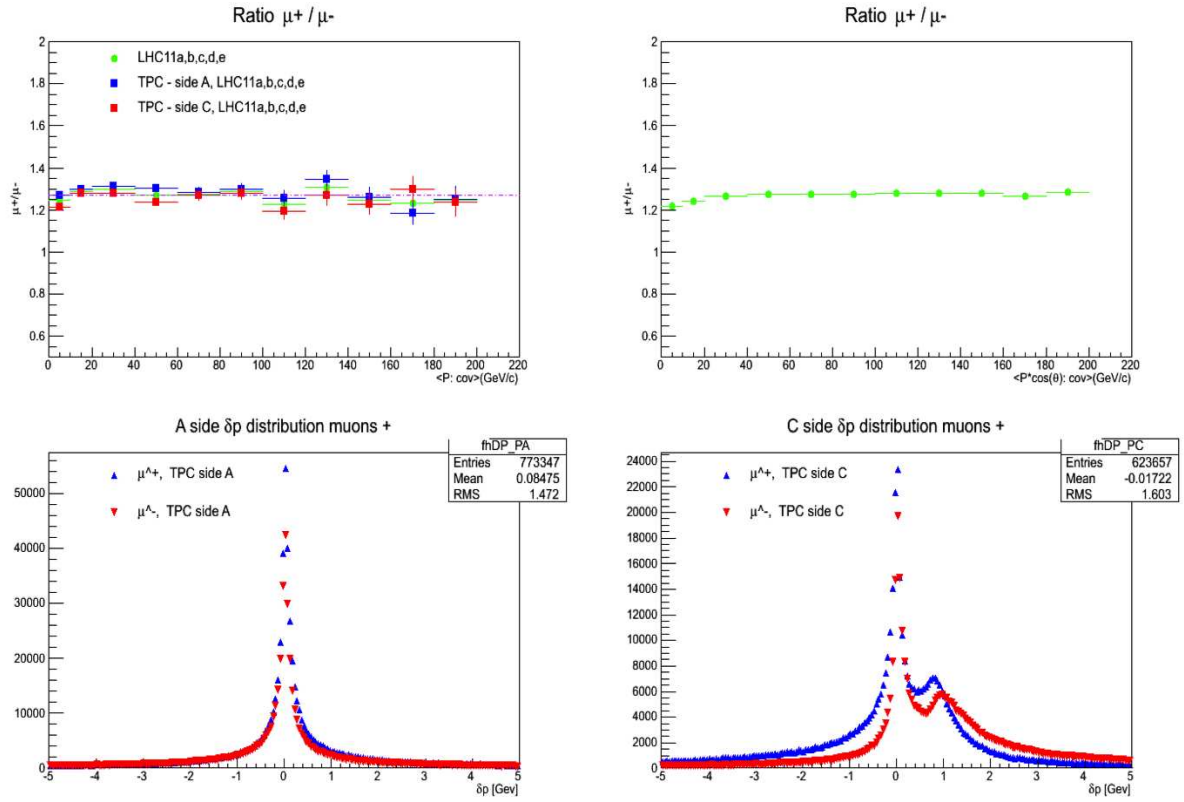 Ratio μ+ / μ-
2
1.8
1.6
1.4
1.2
1
0.8
0.6
μ+/μ-
LHC11a,b,c,d,e
TPC - side A, LHC11a,b,c,d,e
TPC - side C, LHC11a,b,c,d,e
0 20 40 60 80 100 120 140 160 180 200 220
<P: cov>(GeV/c)
Ratio μ+ / μ-
2
1.8
1.6
1.4
1.2
1
0.8
0.6
μ+/μ-
0 20 40 60 80 100 120 140 160 180 200 220
<P*cos(θ): cov>(GeV/c)
A side δp distribution muons +
fhDP_PA
Entries 773347
Mean 0.08475
RMS 1.472
μ^+, TPC side A
μ^-, TPC side A
50000
40000
30000
20000
10000
0
-5 -4 -3 -2 -1 0 1 2 3 4 5
δp [Gev]
C side δp distribution muons +
fhDP_PC
Entries 623657
Mean -0.01722
RMS 1.603
μ^+, TPC side C
μ^-, TPC side C
24000
22000
20000
18000
16000
14000
12000
10000
8000
6000
4000
2000
0
-5 -4 -3 -2 -1 0 1 2 3 4 5
δp [Gev]